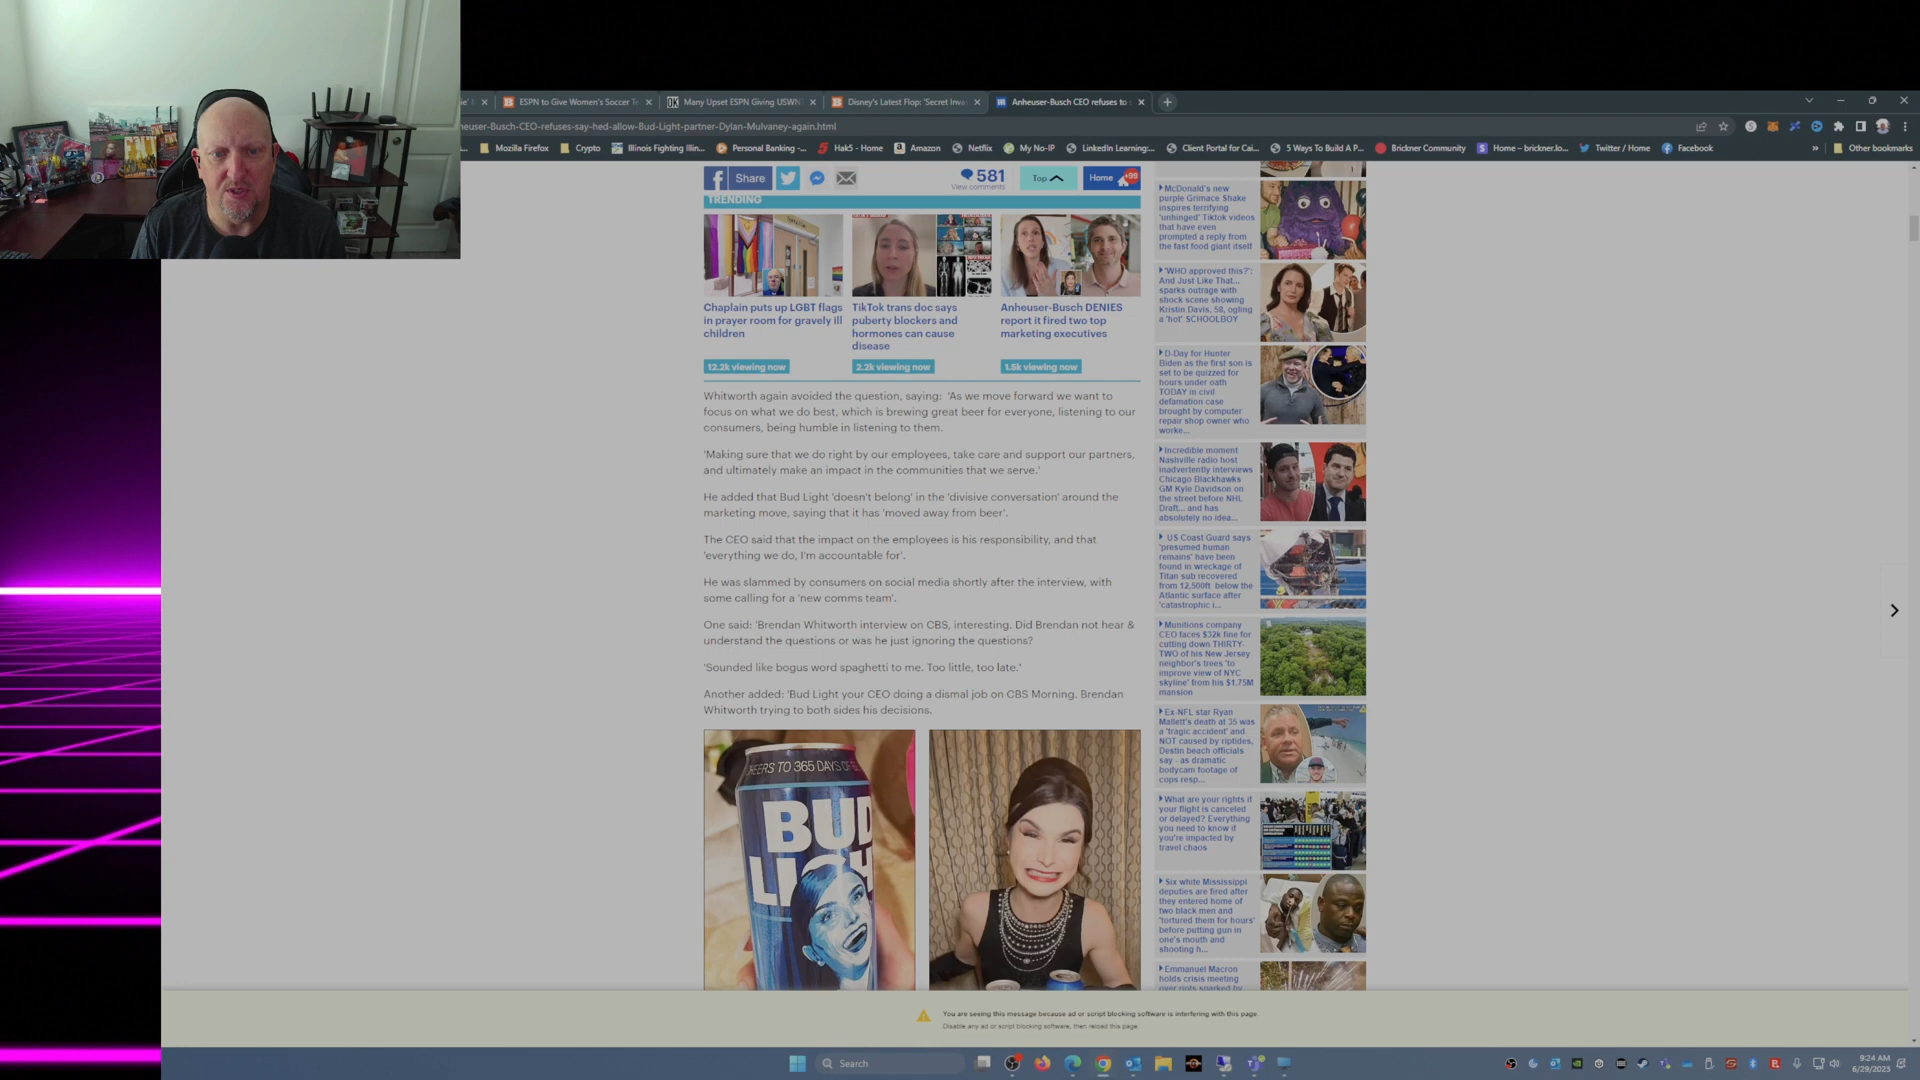 ESPN to Give Women's Soccer Te
Many Upset ESPN Giving USWN
Disney's Latest Flop: 'Secret Inva
Anheuser-Busch CEO refuses to
euser-Busch-CEO-refuses-say-hed-allow-Bud-Light-partner-Dylan-Mulvaney-again.html
Mozilla Firefox
Crypto
Illinois Fighting Illin...
Personal Banking -...
Hak5 - Home
Amazon
Netflix
My No-IP
LinkedIn Learning:...
Client Portal for Cai...
5 Ways To Build A P...
Brickner Community
Home – brickner.lo...
Twitter / Home
Facebook
»
Other bookmarks
Share
581
View comments
Top
Home
+99
TRENDING
Chaplain puts up LGBT flags
in prayer room for gravely ill
children
12.2k viewing now
TikTok trans doc says
puberty blockers and
hormones can cause
disease
2.2k viewing now
Anheuser-Busch DENIES
report it fired two top
marketing executives
1.5k viewing now
Whitworth again avoided the question, saying: 'As we move forward we want to
focus on what we do best, which is brewing great beer for everyone, listening to our
consumers, being humble in listening to them.
'Making sure that we do right by our employees, take care and support our partners,
and ultimately make an impact in the communities that we serve.'
He added that Bud Light 'doesn't belong' in the 'divisive conversation' around the
marketing move, saying that it has 'moved away from beer'.
The CEO said that the impact on the employees is his responsibility, and that
'everything we do, I'm accountable for'.
He was slammed by consumers on social media shortly after the interview, with
some calling for a 'new comms team'.
One said: 'Brendan Whitworth interview on CBS, interesting. Did Brendan not hear &
understand the questions or was he just ignoring the questions?
'Sounded like bogus word spaghetti to me. Too little, too late.'
Another added: 'Bud Light your CEO doing a dismal job on CBS Morning. Brendan
Whitworth trying to both sides his decisions.
EERS TO 365 DAYS OF
BUD
LIGH
McDonald's new
purple Grimace Shake
inspires terrifying
'unhinged' Tiktok videos
that have even
prompted a reply from
the fast food giant itself
'WHO approved this?':
And Just Like That...
sparks outrage with
shock scene showing
Kristin Davis, 58, ogling
a 'hot' SCHOOLBOY
D-Day for Hunter
Biden as the first son is
set to be quizzed for
hours under oath
TODAY in civil
defamation case
brought by computer
repair shop owner who
worke...
Incredible moment
Nashville radio host
inadvertently interviews
Chicago Blackhawks
GM Kyle Davidson on
the street before NHL
Draft... and has
absolutely no idea...
US Coast Guard says
'presumed human
remains' have been
found in wreckage of
Titan sub recovered
from 12,500ft below the
Atlantic surface after
'catastrophic i...
Munitions company
CEO faces $32k fine for
cutting down THIRTY-
TWO of his New Jersey
neighbor's trees 'to
improve view of NYC
skyline' from his $1.75M
mansion
Ex-NFL star Ryan
Mallett's death at 35 was
a 'tragic accident' and
NOT caused by riptides,
Destin beach officials
say - as dramatic
bodycam footage of
cops resp...
What are your rights if
your flight is canceled
or delayed? Everything
you need to know if
you're impacted by
travel chaos
Six white Mississippi
deputies are fired after
they entered home of
two black men and
'tortured them for hours'
before putting gun in
one's mouth and
shooting h...
Emmanuel Macron
holds crisis meeting
over riots sparked by
You are seeing this message because ad or script blocking software is interfering with this page.
Disable any ad or script blocking software, then reload this page.
Search
9:24 AM
6/29/2023